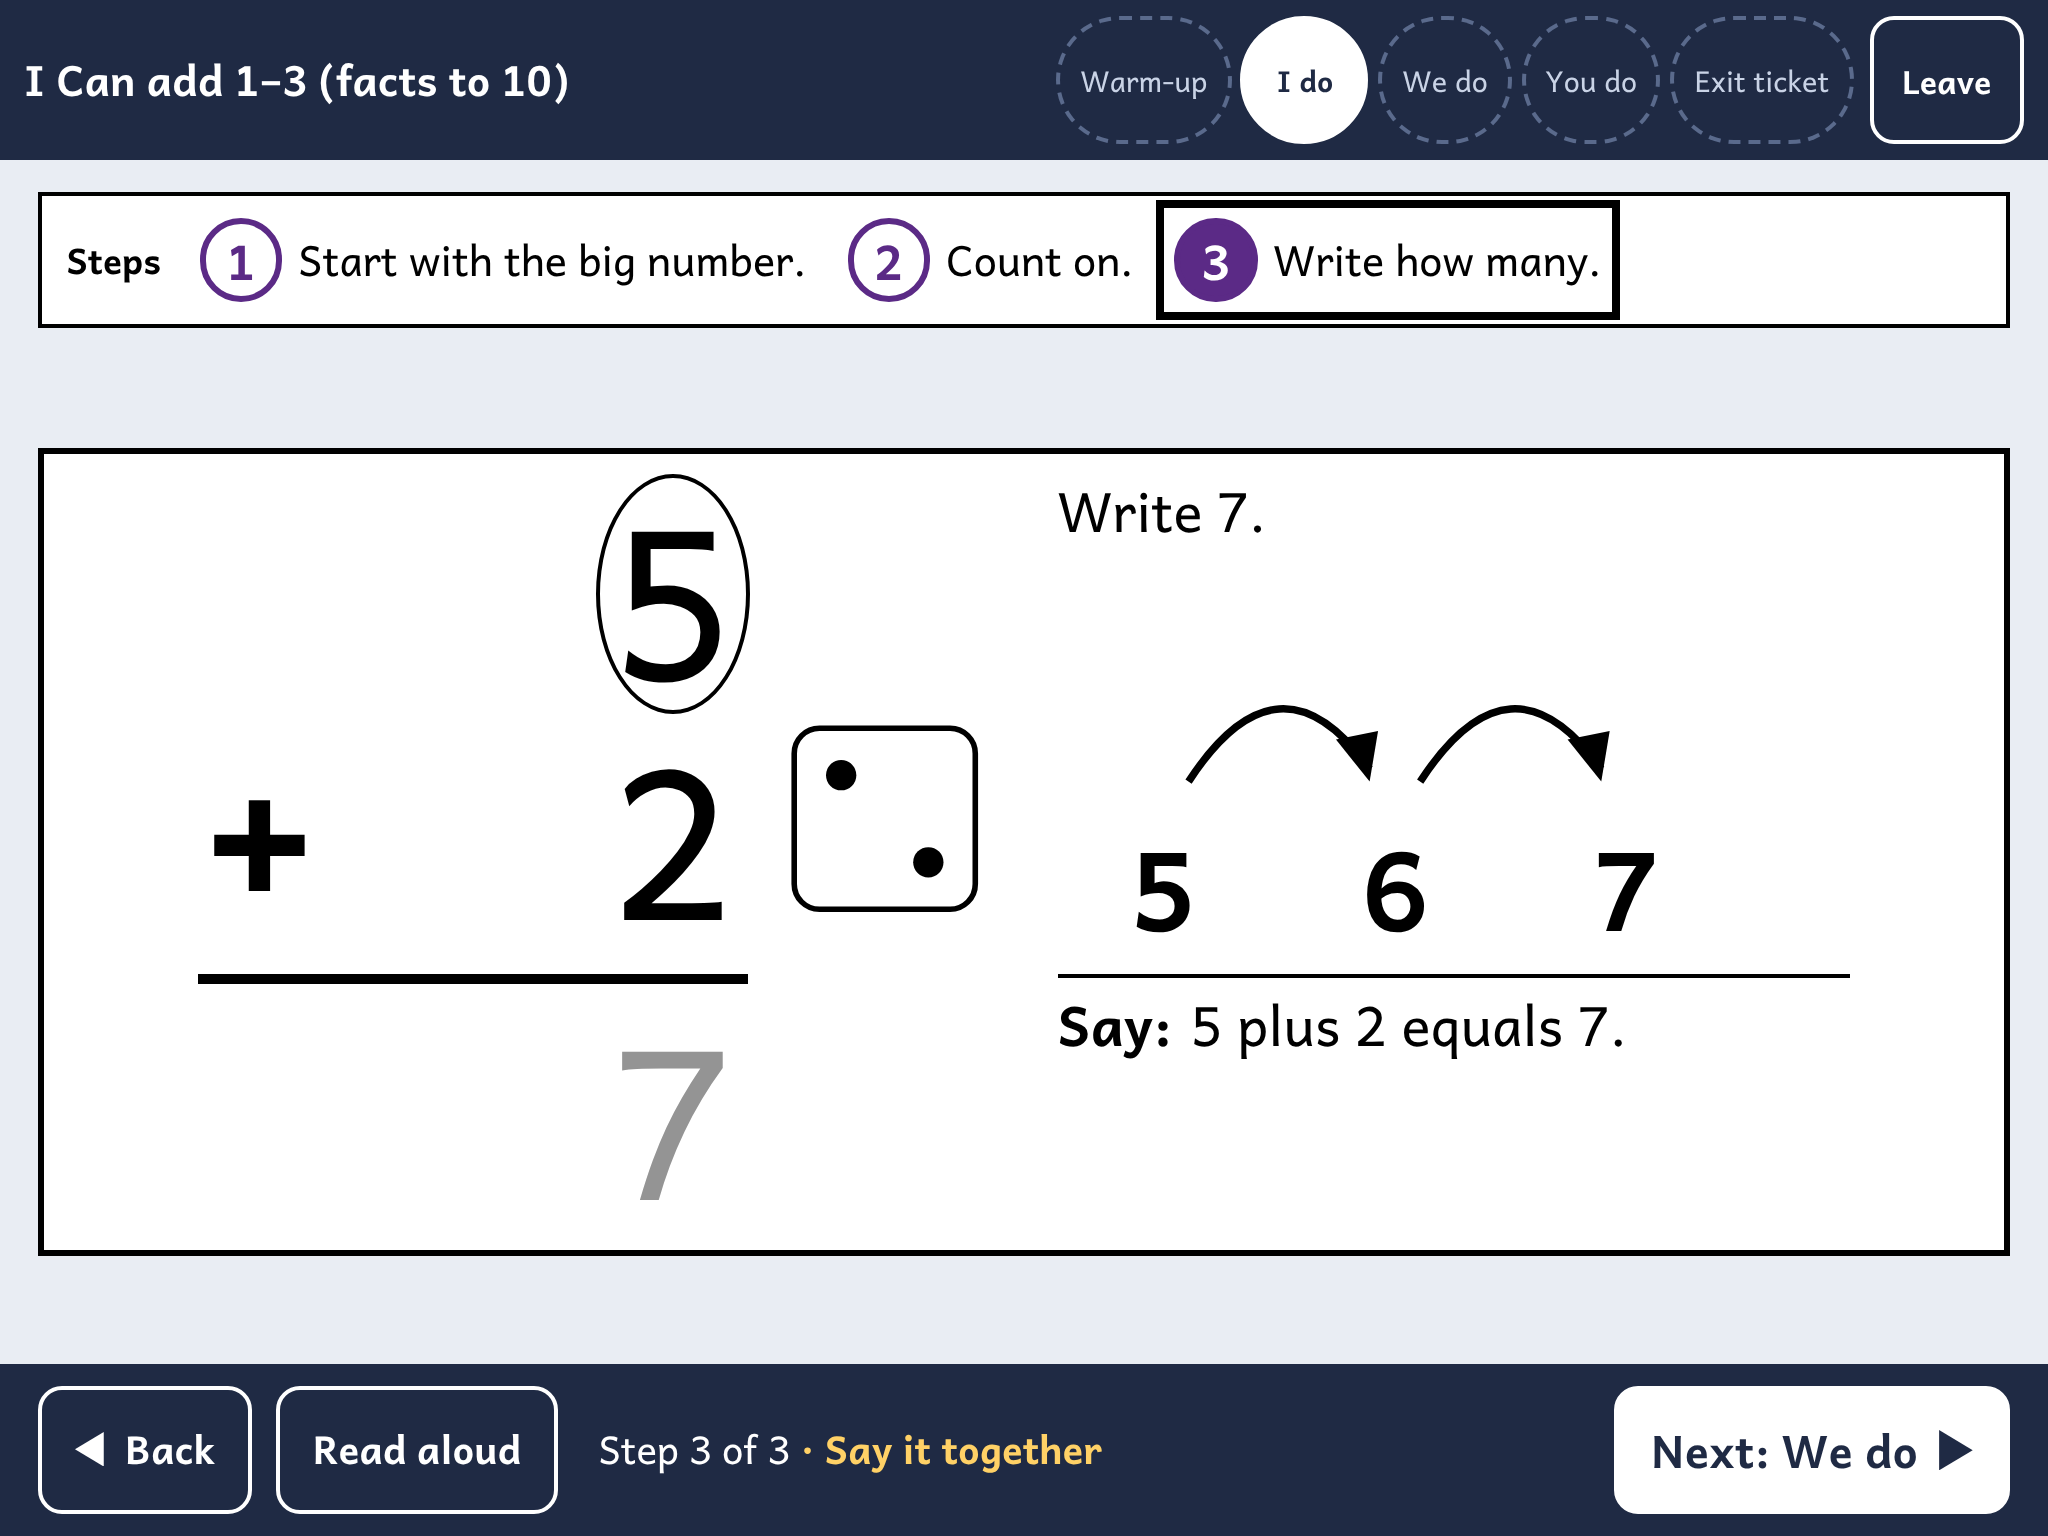 I Can add 1–3 (facts to 10)
Warm-up
I do
We do
You do
Exit ticket
Leave
Steps
1 Start with the big number.
2 Count on.
3 Write how many.
5
+ 2
7
Write 7.
5 6 7
Say: 5 plus 2 equals 7.
◀ Back
Read aloud
Step 3 of 3 · Say it together
Next: We do ▶